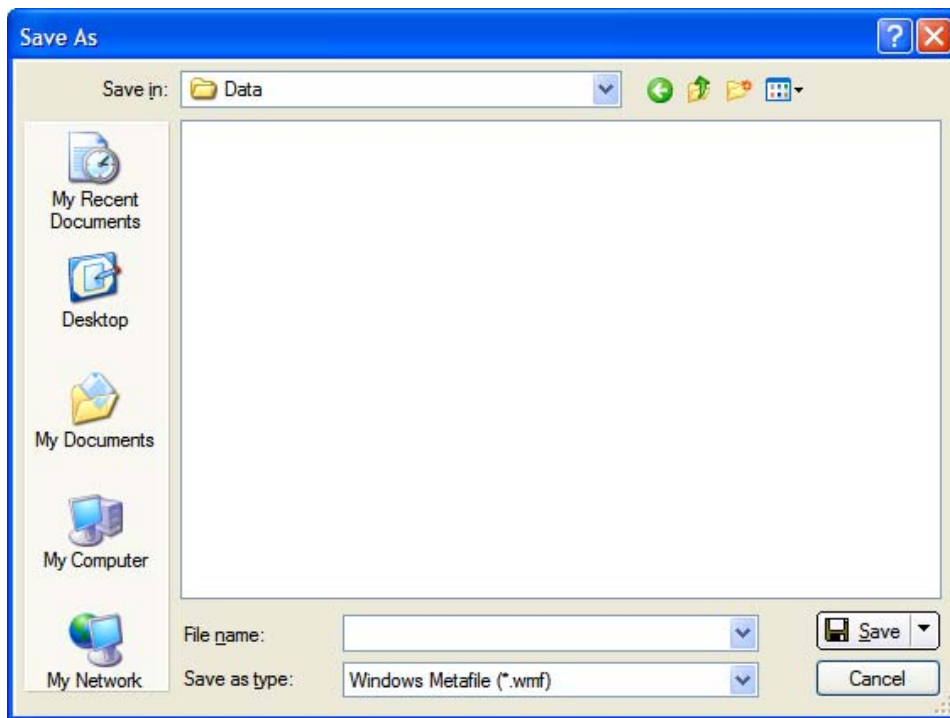 Save As
Save in:
Data
My Recent
Documents
Desktop
My Documents
My Computer
My Network
File name:
Save
Save as type:
Windows Metafile (*.wmf)
Cancel